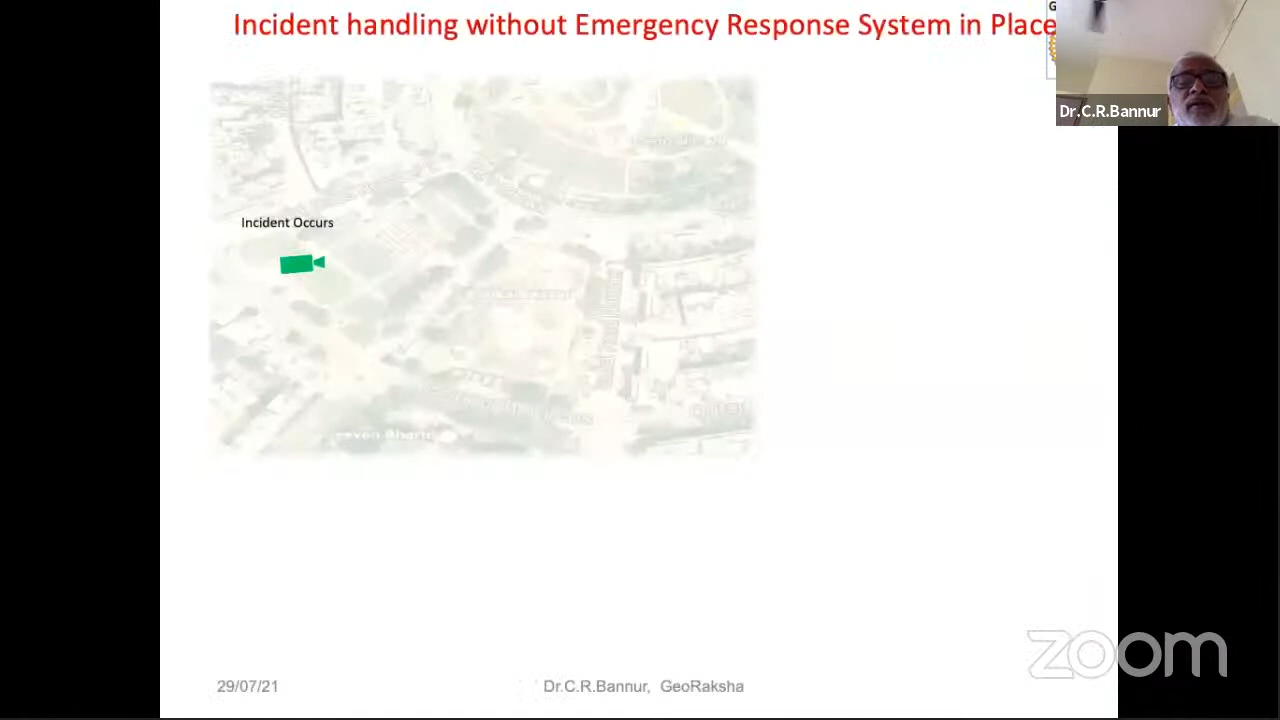 Incident handling without Emergency Response System in Place
G
Dr.C.R.Bannur
Incident Occurs
zoom
29/07/21
Dr.C.R.Bannur, GeoRaksha